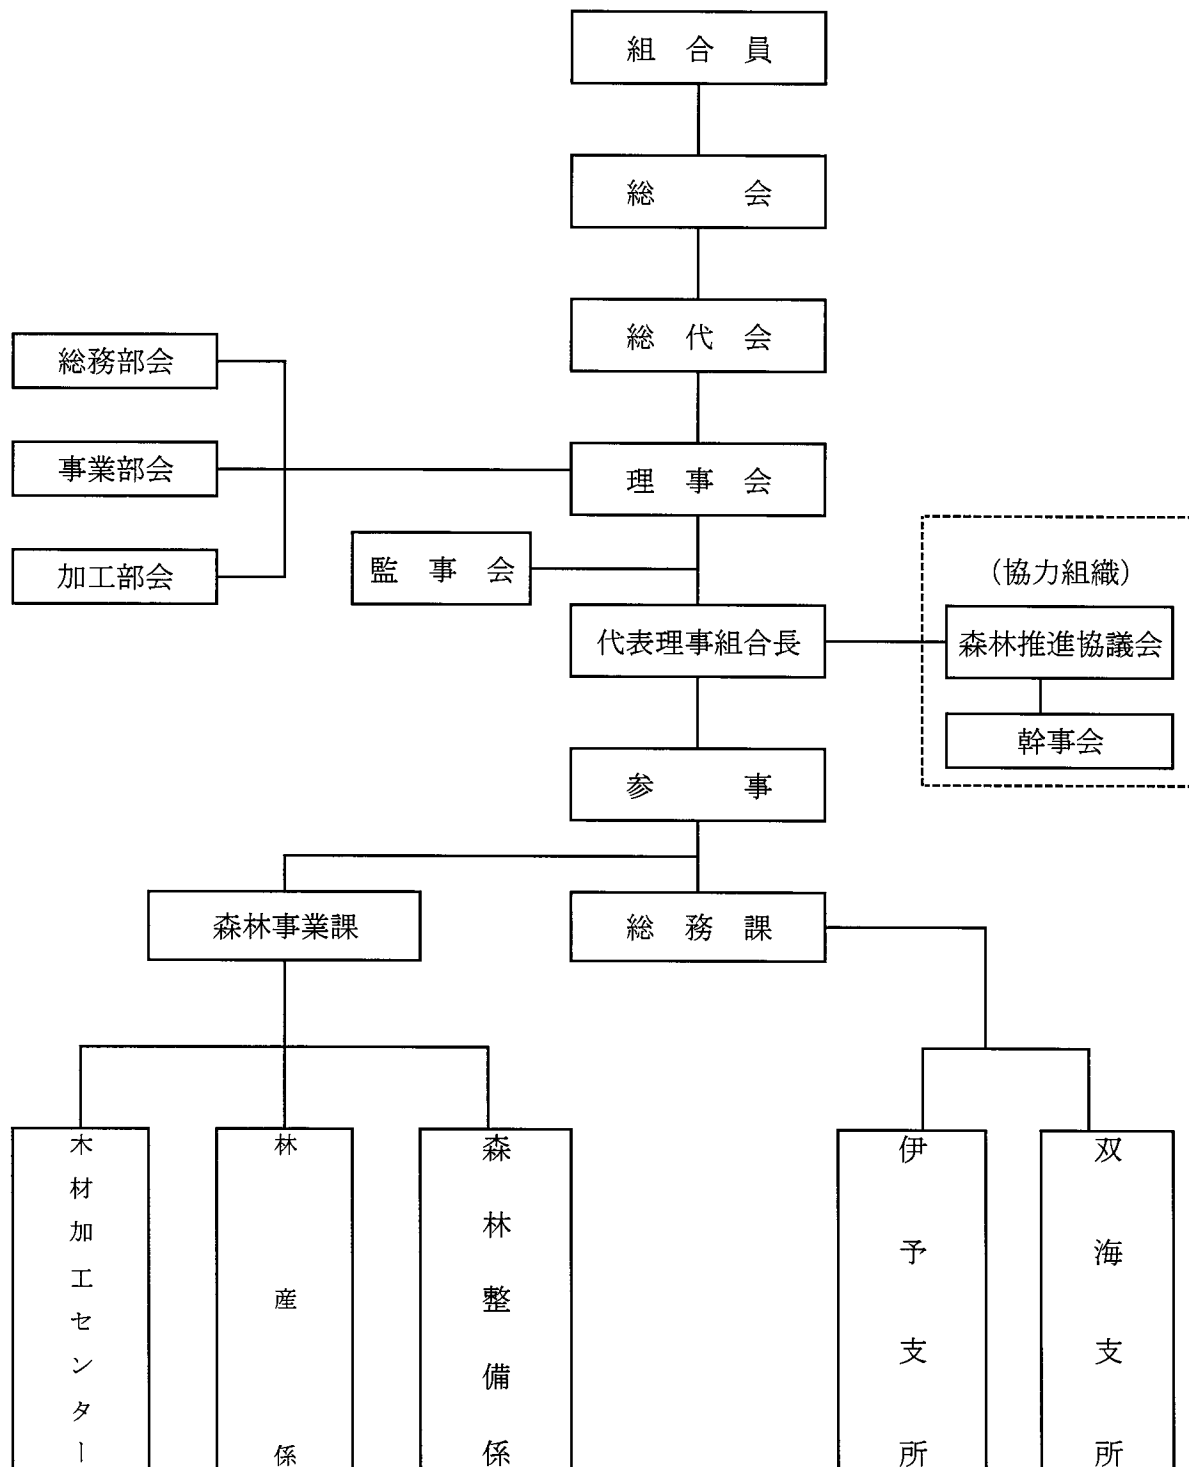 組合員
総会
総代会
総務部会
事業部会
理事会
加工部会
監事会
(協力組織)
代表理事組合長
森林推進協議会
幹事会
参事
森林事業課
総務課
木材加工センター
林産係
森林整備係
伊予支所
双海支所